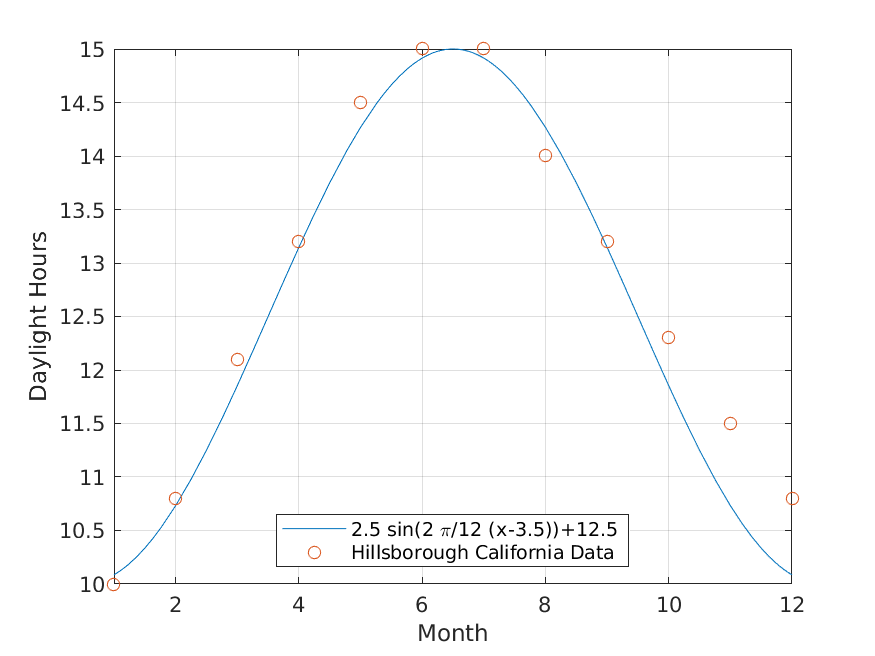 15
14.5
14
13.5
13
12.5
12
11.5
11
10.5
10
Daylight Hours
2.5 sin(2 π/12 (x-3.5))+12.5
Hillsborough California Data
2 4 6 8 10 12
Month